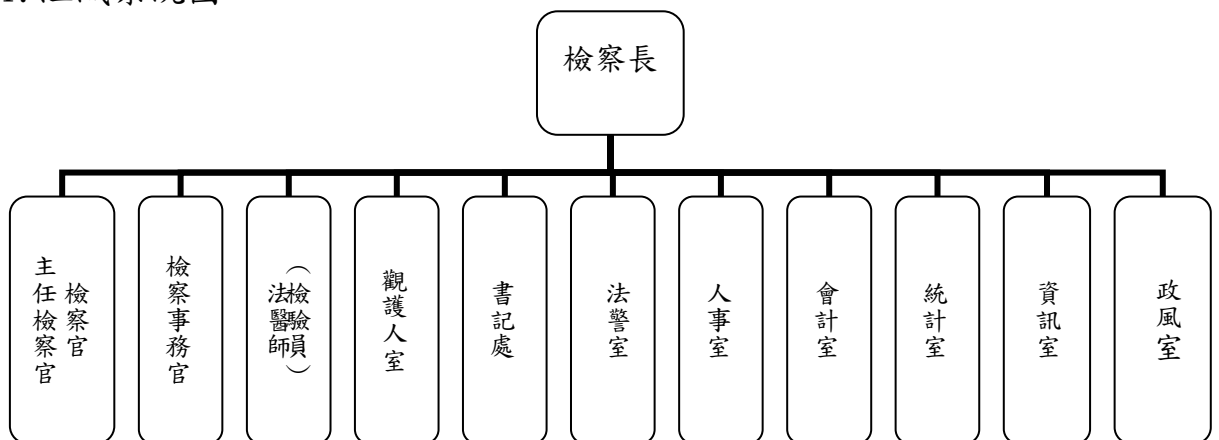 檢察長
主任檢察官
檢察官
檢察事務官
法醫師
（檢驗員）
觀護人室
書記處
法警室
人事室
會計室
統計室
資訊室
政風室